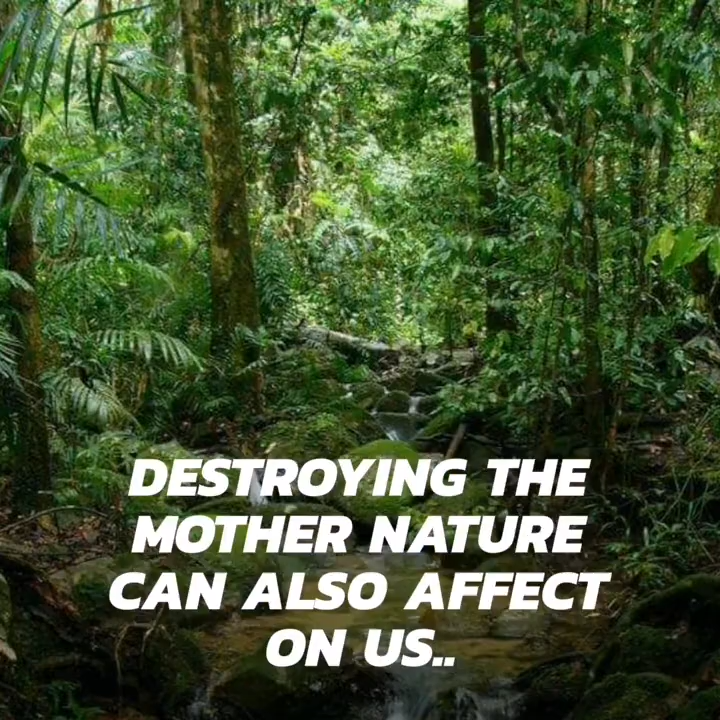 DESTROYING THE
MOTHER NATURE
CAN ALSO AFFECT
ON US..